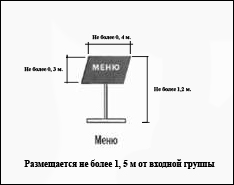 Не более 0, 4 м.
МЕНЮ
Не более 0, 3 м.
Не более 1,2 м.
Меню
Размещается не более 1, 5 м от входной группы